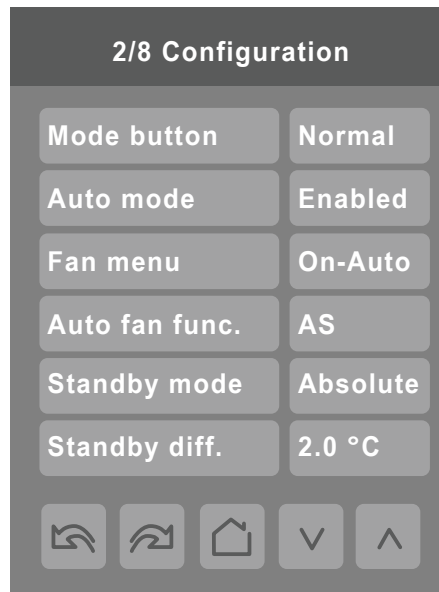 2/8 Configuration
Mode button Normal
Auto mode Enabled
Fan menu On-Auto
Auto fan func. AS
Standby mode Absolute
Standby diff. 2.0 °C